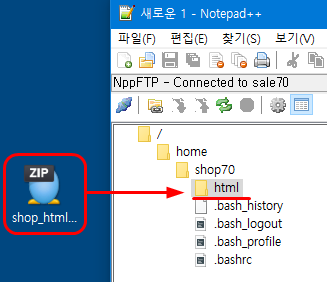 새로운 1 - Notepad++
파일(F) 편집(E) 찾기(S) 보기(V)
NppFTP - Connected to sale70
/
home
shop70
html
.bash_history
.bash_logout
.bash_profile
.bashrc
ZIP
shop_html...